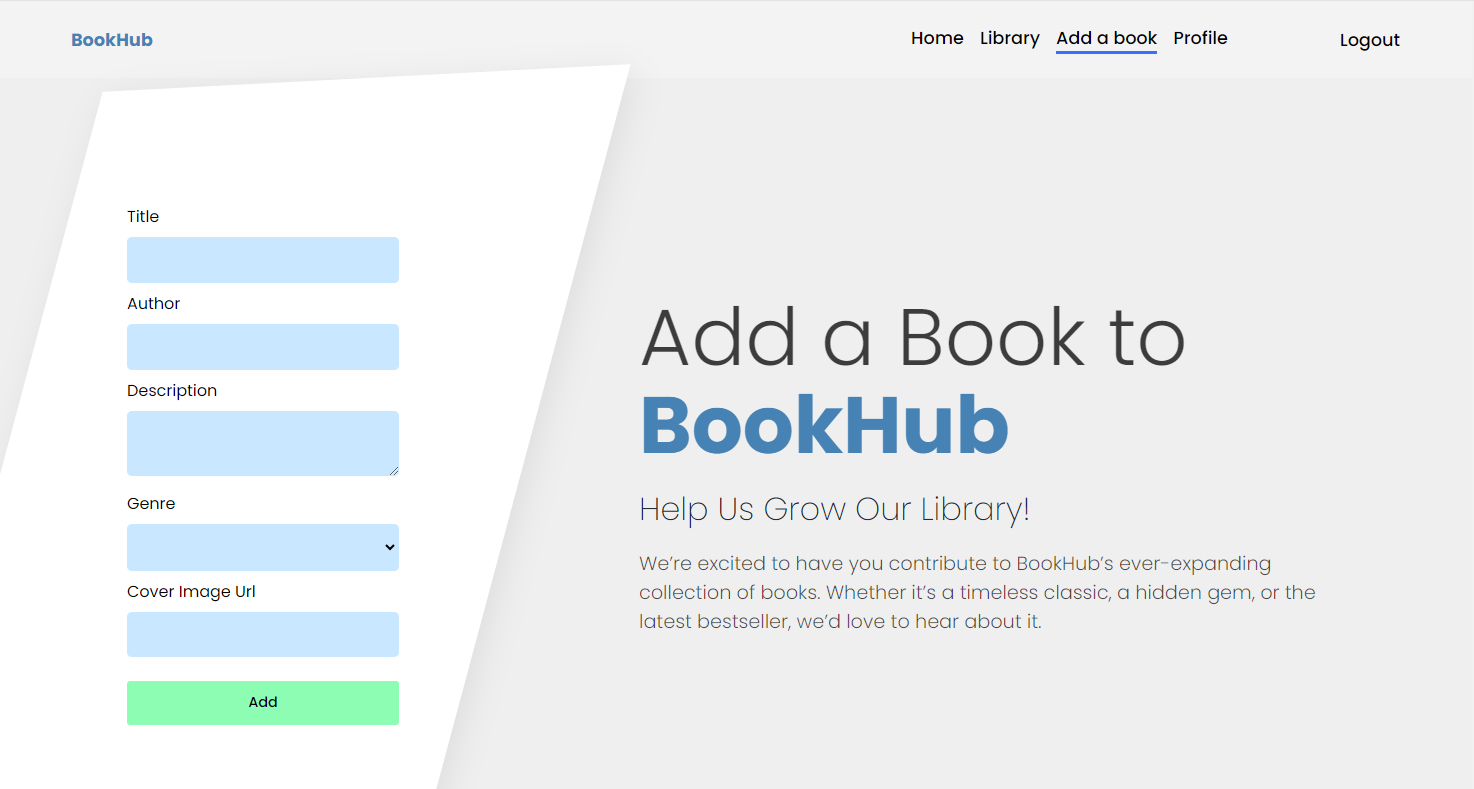 BookHub
Home Library Add a book Profile Logout
Title
Author
Description
Genre
Cover Image Url
Add
Add a Book to
BookHub
Help Us Grow Our Library!
We’re excited to have you contribute to BookHub’s ever-expanding
collection of books. Whether it’s a timeless classic, a hidden gem, or the
latest bestseller, we’d love to hear about it.